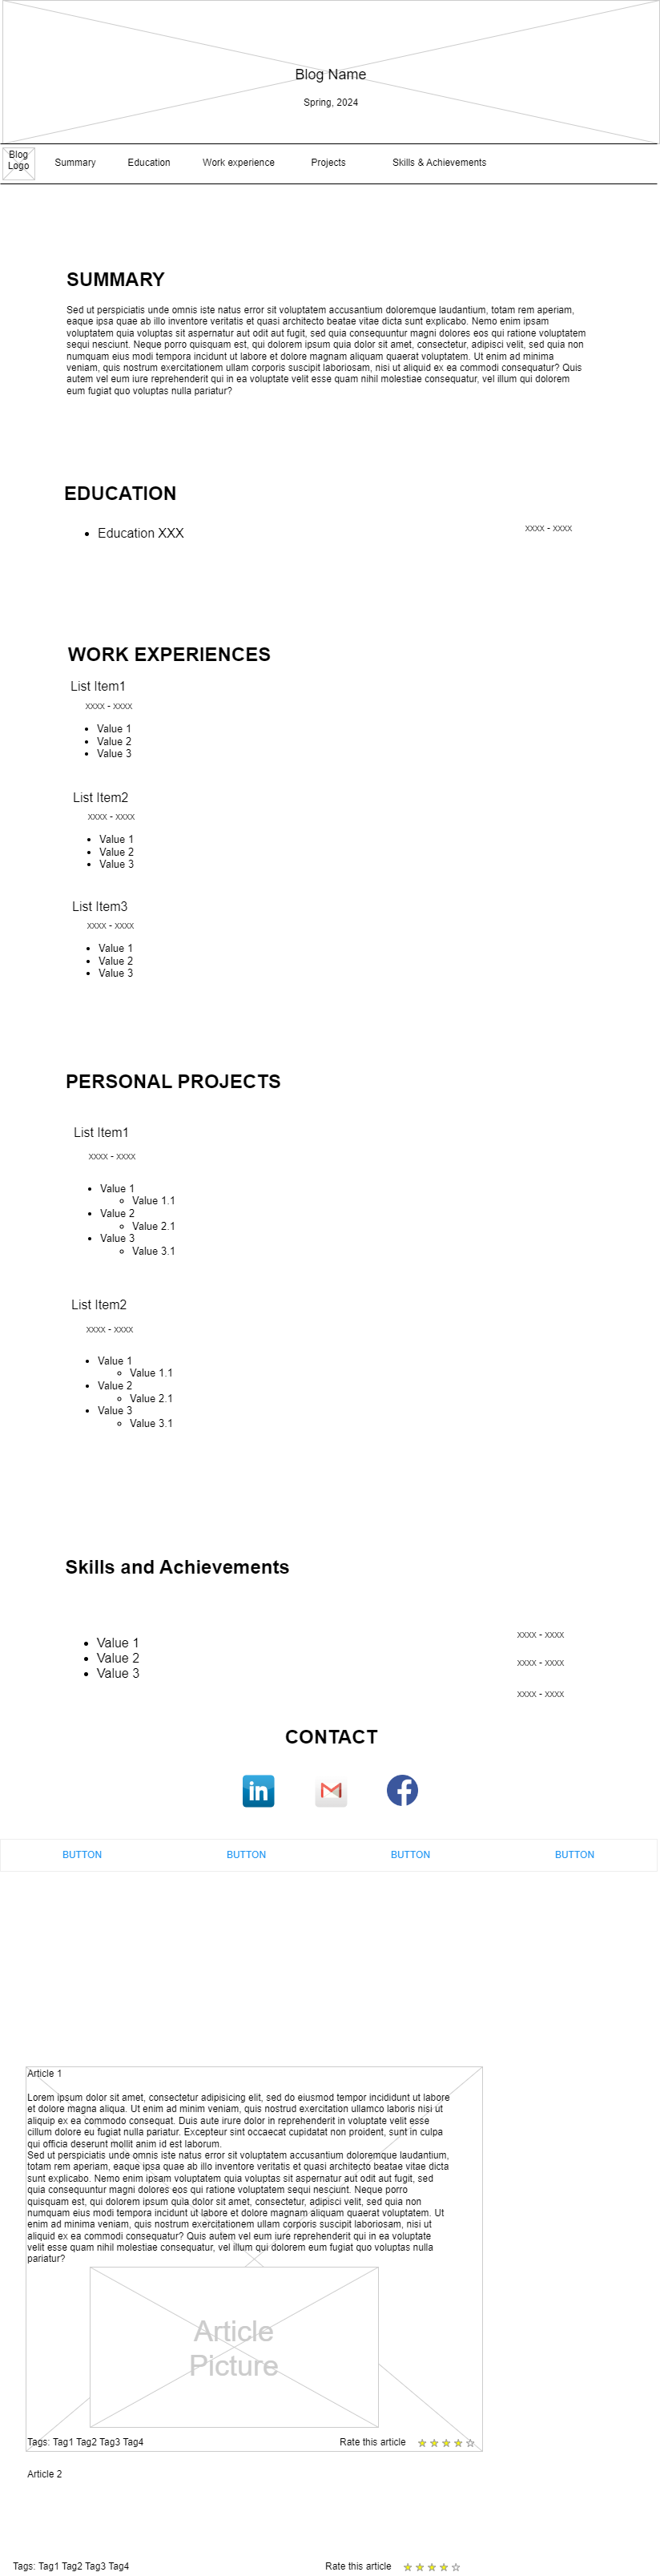 Blog Name
Spring, 2024
Blog
Logo
Summary
Education
Work experience
Projects
Skills & Achievements
SUMMARY
Sed ut perspiciatis unde omnis iste natus error sit voluptatem accusantium doloremque laudantium, totam rem aperiam,
eaque ipsa quae ab illo inventore veritatis et quasi architecto beatae vitae dicta sunt explicabo. Nemo enim ipsam
voluptatem quia voluptas sit aspernatur aut odit aut fugit, sed quia consequuntur magni dolores eos qui ratione voluptatem
sequi nesciunt. Neque porro quisquam est, qui dolorem ipsum quia dolor sit amet, consectetur, adipisci velit, sed quia non
numquam eius modi tempora incidunt ut labore et dolore magnam aliquam quaerat voluptatem. Ut enim ad minima
veniam, quis nostrum exercitationem ullam corporis suscipit laboriosam, nisi ut aliquid ex ea commodi consequatur? Quis
autem vel eum iure reprehenderit qui in ea voluptate velit esse quam nihil molestiae consequatur, vel illum qui dolorem
eum fugiat quo voluptas nulla pariatur?
EDUCATION
Education XXX
xxxx - xxxx
WORK EXPERIENCES
List Item1
xxxx - xxxx
Value 1
Value 2
Value 3
List Item2
xxxx - xxxx
Value 1
Value 2
Value 3
List Item3
xxxx - xxxx
Value 1
Value 2
Value 3
PERSONAL PROJECTS
List Item1
xxxx - xxxx
Value 1
Value 1.1
Value 2
Value 2.1
Value 3
Value 3.1
List Item2
xxxx - xxxx
Value 1
Value 1.1
Value 2
Value 2.1
Value 3
Value 3.1
Skills and Achievements
Value 1
Value 2
Value 3
xxxx - xxxx
xxxx - xxxx
xxxx - xxxx
CONTACT
in
f
BUTTON
BUTTON
BUTTON
BUTTON
Article 1
Lorem ipsum dolor sit amet, consectetur adipisicing elit, sed do eiusmod tempor incididunt ut labore
et dolore magna aliqua. Ut enim ad minim veniam, quis nostrud exercitation ullamco laboris nisi ut
aliquip ex ea commodo consequat. Duis aute irure dolor in reprehenderit in voluptate velit esse
cillum dolore eu fugiat nulla pariatur. Excepteur sint occaecat cupidatat non proident, sunt in culpa
qui officia deserunt mollit anim id est laborum.
Sed ut perspiciatis unde omnis iste natus error sit voluptatem accusantium doloremque laudantium,
totam rem aperiam, eaque ipsa quae ab illo inventore veritatis et quasi architecto beatae vitae dicta
sunt explicabo. Nemo enim ipsam voluptatem quia voluptas sit aspernatur aut odit aut fugit, sed
quia consequuntur magni dolores eos qui ratione voluptatem sequi nesciunt. Neque porro
quisquam est, qui dolorem ipsum quia dolor sit amet, consectetur, adipisci velit, sed quia non
numquam eius modi tempora incidunt ut labore et dolore magnam aliquam quaerat voluptatem. Ut
enim ad minima veniam, quis nostrum exercitationem ullam corporis suscipit laboriosam, nisi ut
aliquid ex ea commodi consequatur? Quis autem vel eum iure reprehenderit qui in ea voluptate
velit esse quam nihil molestiae consequatur, vel illum qui dolorem eum fugiat quo voluptas nulla
pariatur?
Article
Picture
Tags: Tag1 Tag2 Tag3 Tag4
Rate this article
Article 2
Tags: Tag1 Tag2 Tag3 Tag4
Rate this article